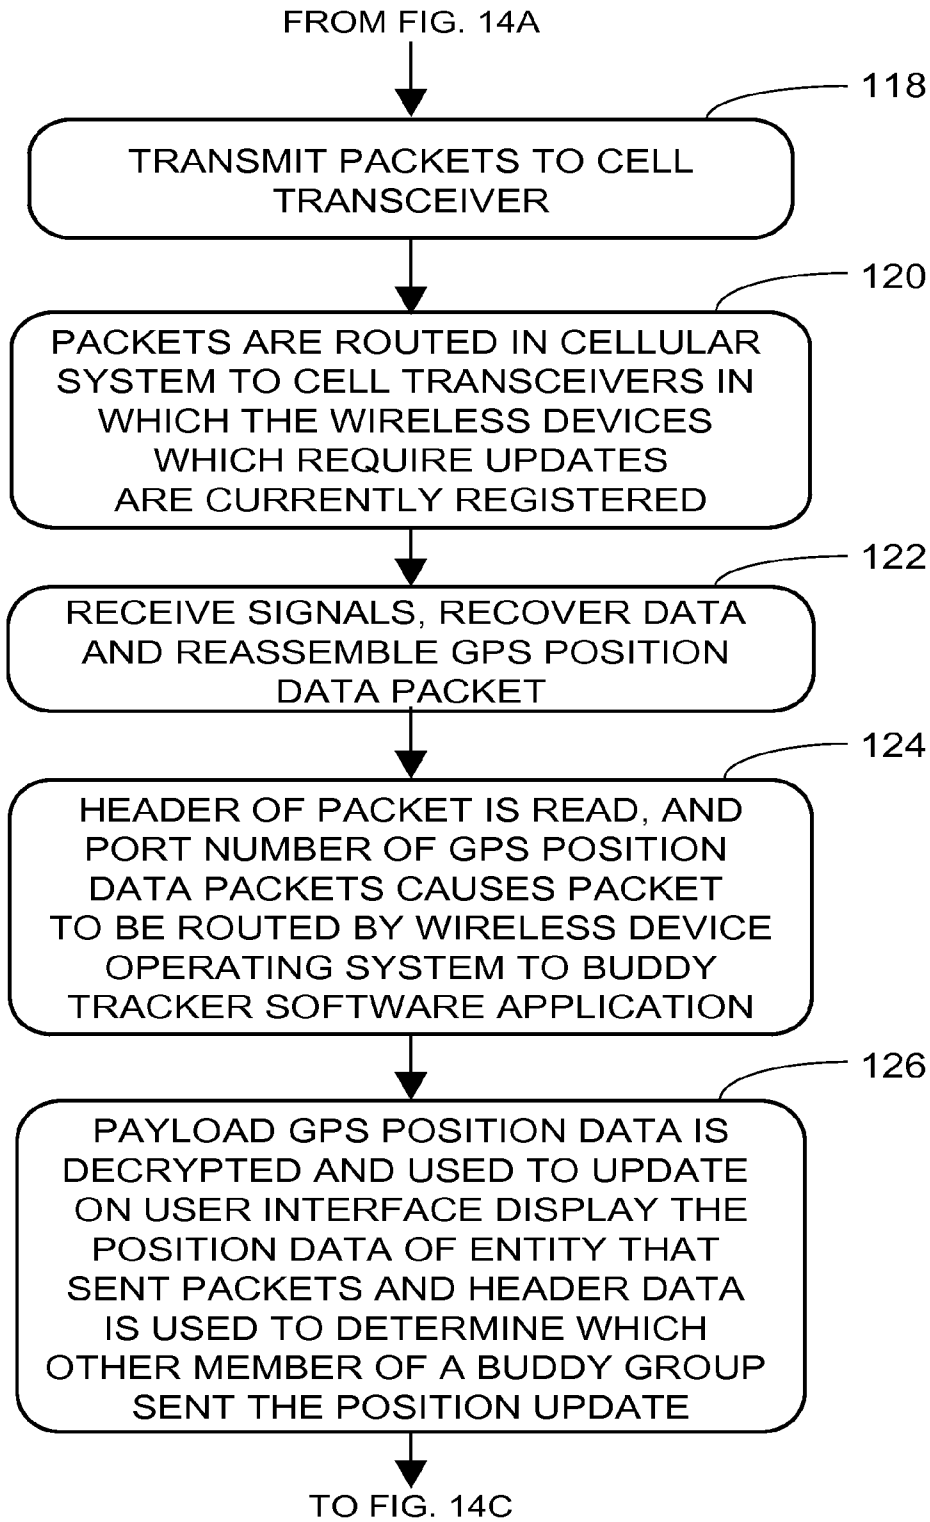 FROM FIG. 14A
118
TRANSMIT PACKETS TO CELL
TRANSCEIVER
120
PACKETS ARE ROUTED IN CELLULAR
SYSTEM TO CELL TRANSCEIVERS IN
WHICH THE WIRELESS DEVICES
WHICH REQUIRE UPDATES
ARE CURRENTLY REGISTERED
122
RECEIVE SIGNALS, RECOVER DATA
AND REASSEMBLE GPS POSITION
DATA PACKET
124
HEADER OF PACKET IS READ, AND
PORT NUMBER OF GPS POSITION
DATA PACKETS CAUSES PACKET
TO BE ROUTED BY WIRELESS DEVICE
OPERATING SYSTEM TO BUDDY
TRACKER SOFTWARE APPLICATION
126
PAYLOAD GPS POSITION DATA IS
DECRYPTED AND USED TO UPDATE
ON USER INTERFACE DISPLAY THE
POSITION DATA OF ENTITY THAT
SENT PACKETS AND HEADER DATA
IS USED TO DETERMINE WHICH
OTHER MEMBER OF A BUDDY GROUP
SENT THE POSITION UPDATE
TO FIG. 14C